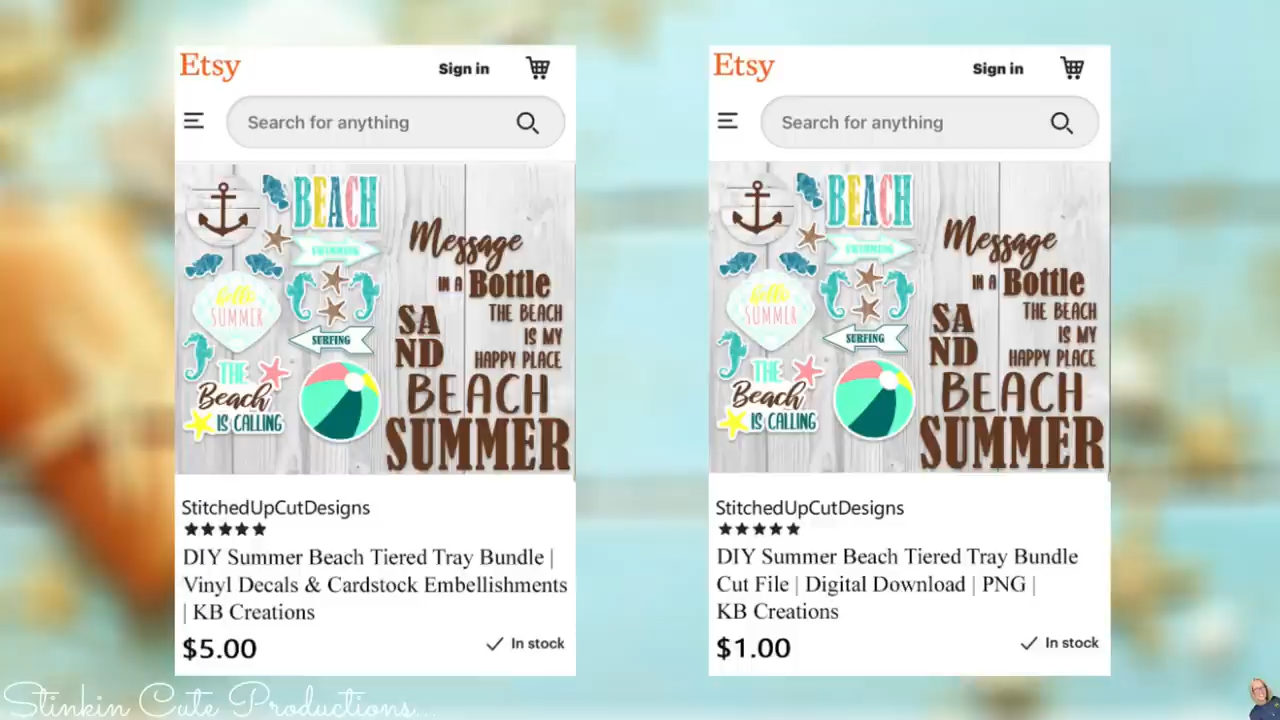 Etsy
Sign in
Search for anything
BEACH
SWIMMING
Message
IN A Bottle
hello
SUMMER
SA
ND
THE BEACH
IS MY
HAPPY PLACE
SURFING
THE
Beach
IS CALLING
BEACH
SUMMER
StitchedUpCutDesigns
DIY Summer Beach Tiered Tray Bundle |
Vinyl Decals & Cardstock Embellishments
| KB Creations
$5.00
In stock
Etsy
Sign in
Search for anything
BEACH
SWIMMING
Message
IN A Bottle
hello
SUMMER
SA
ND
THE BEACH
IS MY
HAPPY PLACE
SURFING
THE
Beach
IS CALLING
BEACH
SUMMER
StitchedUpCutDesigns
DIY Summer Beach Tiered Tray Bundle
Cut File | Digital Download | PNG |
KB Creations
$1.00
In stock
Stinkin Cute Productions...